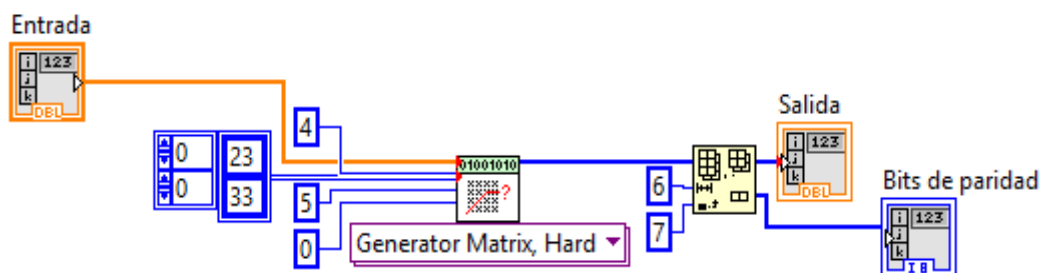 Entrada
i 123
j
k
DBL
4
0 23
0 33
5
0
01001010
?
Generator Matrix, Hard
6
7
Salida
i 123
j
k
DBL
Bits de paridad
i 123
j
k
I8